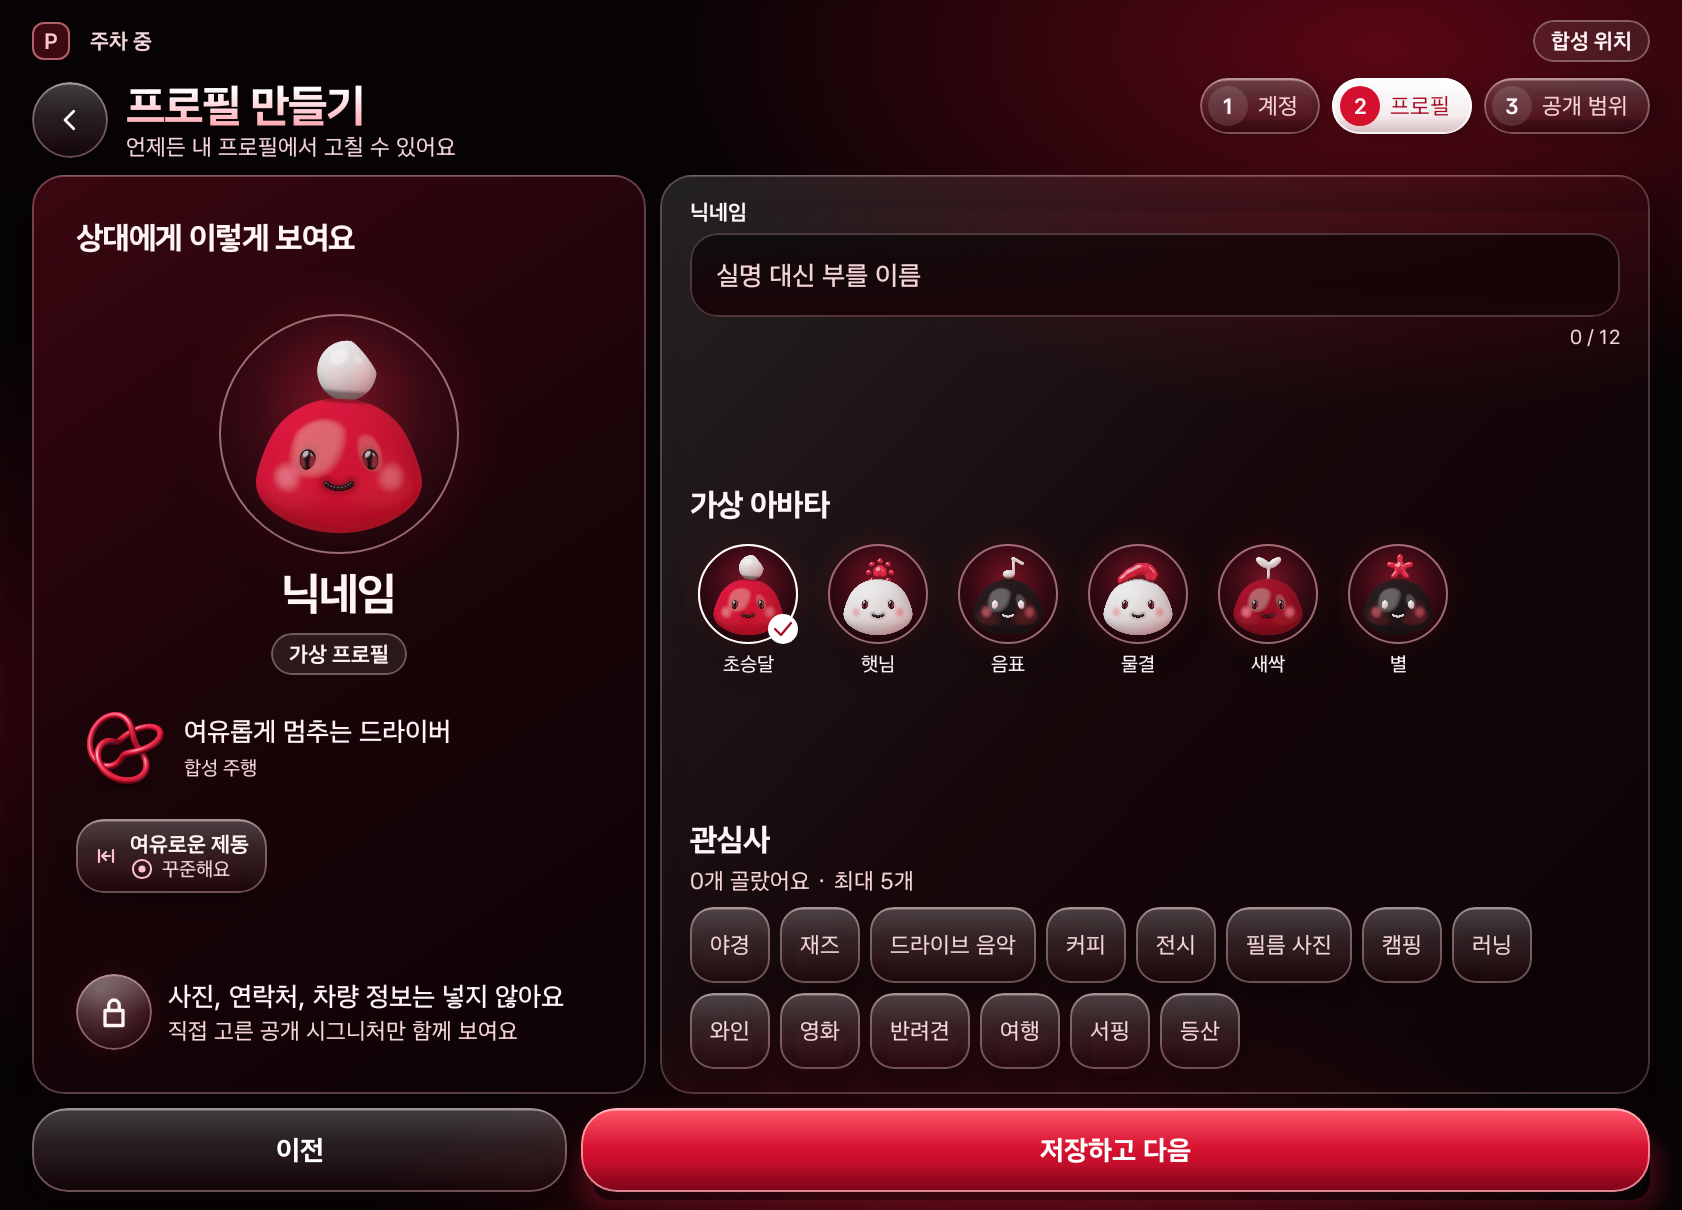 P 주차 중
합성 위치
프로필 만들기
언제든 내 프로필에서 고칠 수 있어요
1 계정
2 프로필
3 공개 범위
상대에게 이렇게 보여요
닉네임
가상 프로필
여유롭게 멈추는 드라이버
합성 주행
여유로운 제동
꾸준해요
사진, 연락처, 차량 정보는 넣지 않아요
직접 고른 공개 시그니처만 함께 보여요
닉네임
실명 대신 부를 이름
0 / 12
가상 아바타
초승달 햇님 음표 물결 새싹 별
관심사
0개 골랐어요 · 최대 5개
야경 재즈 드라이브 음악 커피 전시 필름 사진 캠핑 러닝
와인 영화 반려견 여행 서핑 등산
이전
저장하고 다음